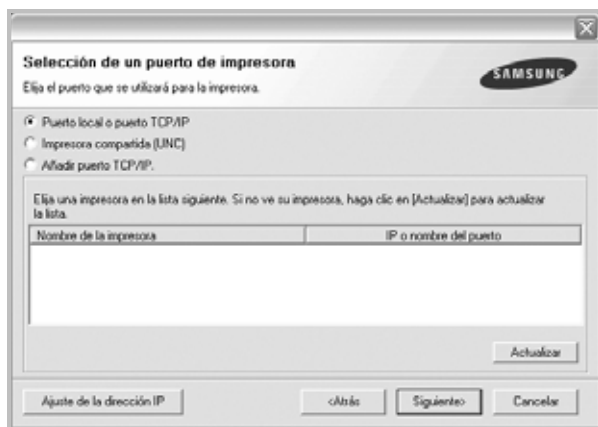 Selección de un puerto de impresora
SAMSUNG
Elija el puerto que se utilizará para la impresora.
Puerto local o puerto TCP/IP
Impresora compartida (UNC)
Añadir puerto TCP/IP.
Elija una impresora en la lista siguiente. Si no ve su impresora, haga clic en [Actualizar] para actualizar
la lista.
Nombre de la impresora IP o nombre del puerto
Actualizar
Ajuste de la dirección IP <Atrás Siguiente> Cancelar